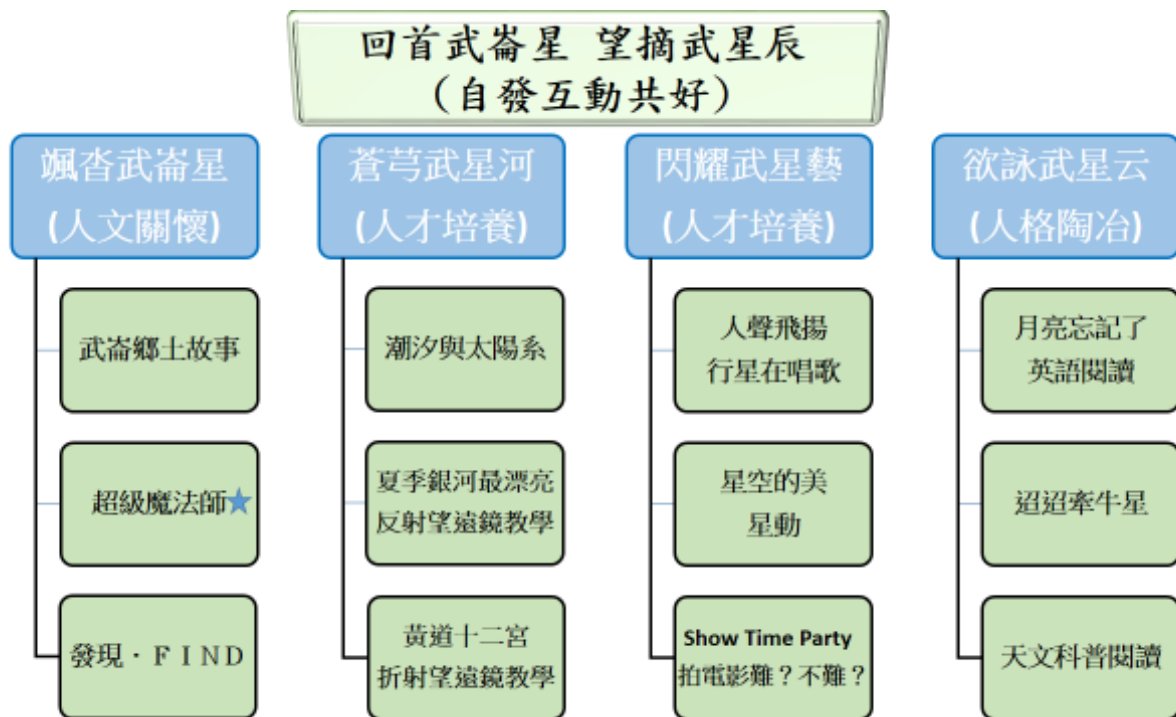 回首武崙星 望摘武星辰
（自發互動共好）
颯沓武崙星
(人文關懷)
武崙鄉土故事
超級魔法師★
發現．ＦＩＮＤ
蒼芎武星河
(人才培養)
潮汐與太陽系
夏季銀河最漂亮
反射望遠鏡教學
黃道十二宮
折射望遠鏡教學
閃耀武星藝
(人才培養)
人聲飛揚
行星在唱歌
星空的美
星動
Show Time Party
拍電影難？不難？
欲詠武星云
(人格陶冶)
月亮忘記了
英語閱讀
迢迢牽牛星
天文科普閱讀